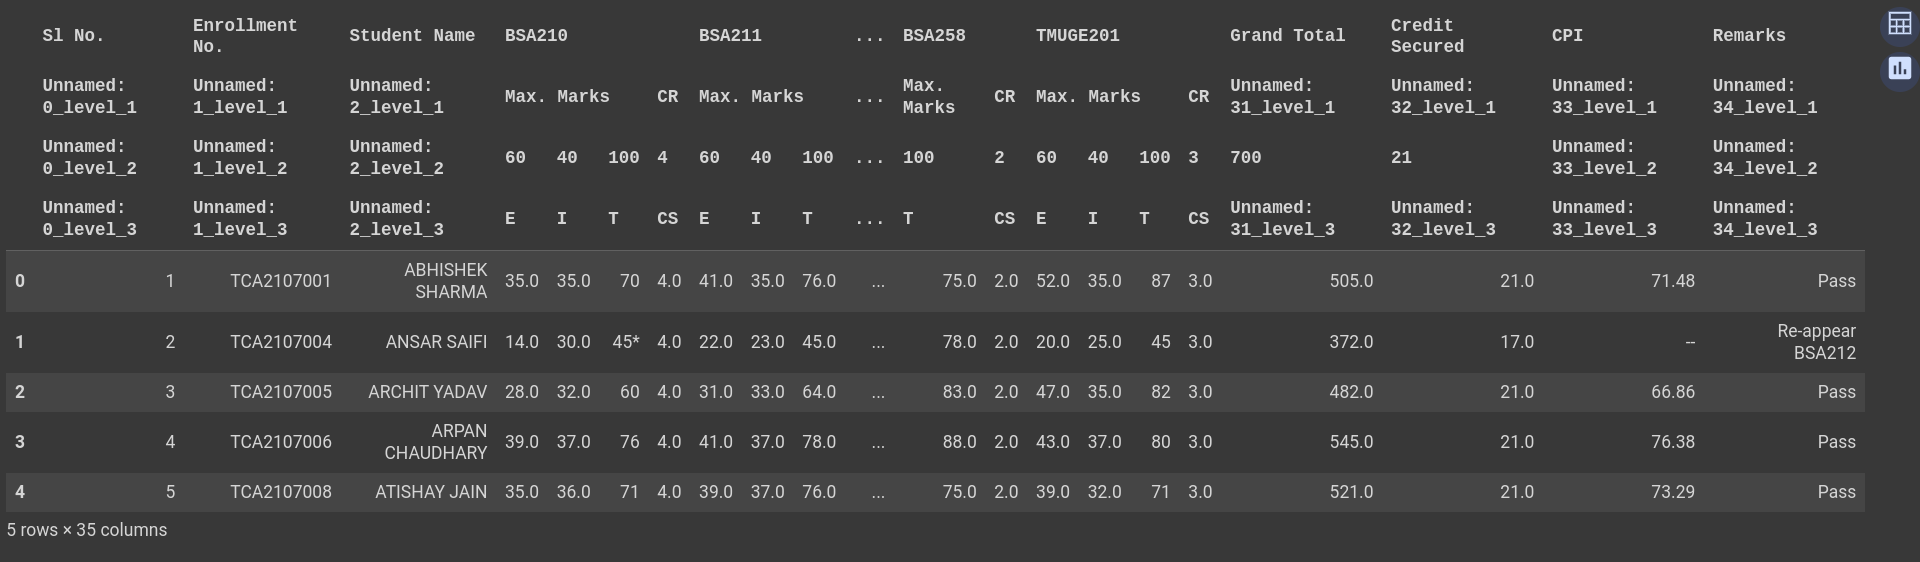 Sl No. Enrollment No. Student Name BSA210 BSA211 ... BSA258 TMUGE201 Grand Total Credit Secured CPI Remarks
Unnamed: 0_level_1 Unnamed: 1_level_1 Unnamed: 2_level_1 Max. Marks CR Max. Marks ... Max. Marks CR Max. Marks CR Unnamed: 31_level_1 Unnamed: 32_level_1 Unnamed: 33_level_1 Unnamed: 34_level_1
Unnamed: 0_level_2 Unnamed: 1_level_2 Unnamed: 2_level_2 60 40 100 4 60 40 100 ... 100 2 60 40 100 3 700 21 Unnamed: 33_level_2 Unnamed: 34_level_2
Unnamed: 0_level_3 Unnamed: 1_level_3 Unnamed: 2_level_3 E I T CS E I T ... T CS E I T CS Unnamed: 31_level_3 Unnamed: 32_level_3 Unnamed: 33_level_3 Unnamed: 34_level_3
0 1 TCA2107001 ABHISHEK SHARMA 35.0 35.0 70 4.0 41.0 35.0 76.0 ... 75.0 2.0 52.0 35.0 87 3.0 505.0 21.0 71.48 Pass
1 2 TCA2107004 ANSAR SAIFI 14.0 30.0 45* 4.0 22.0 23.0 45.0 ... 78.0 2.0 20.0 25.0 45 3.0 372.0 17.0 -- Re-appear BSA212
2 3 TCA2107005 ARCHIT YADAV 28.0 32.0 60 4.0 31.0 33.0 64.0 ... 83.0 2.0 47.0 35.0 82 3.0 482.0 21.0 66.86 Pass
3 4 TCA2107006 ARPAN CHAUDHARY 39.0 37.0 76 4.0 41.0 37.0 78.0 ... 88.0 2.0 43.0 37.0 80 3.0 545.0 21.0 76.38 Pass
4 5 TCA2107008 ATISHAY JAIN 35.0 36.0 71 4.0 39.0 37.0 76.0 ... 75.0 2.0 39.0 32.0 71 3.0 521.0 21.0 73.29 Pass
5 rows × 35 columns